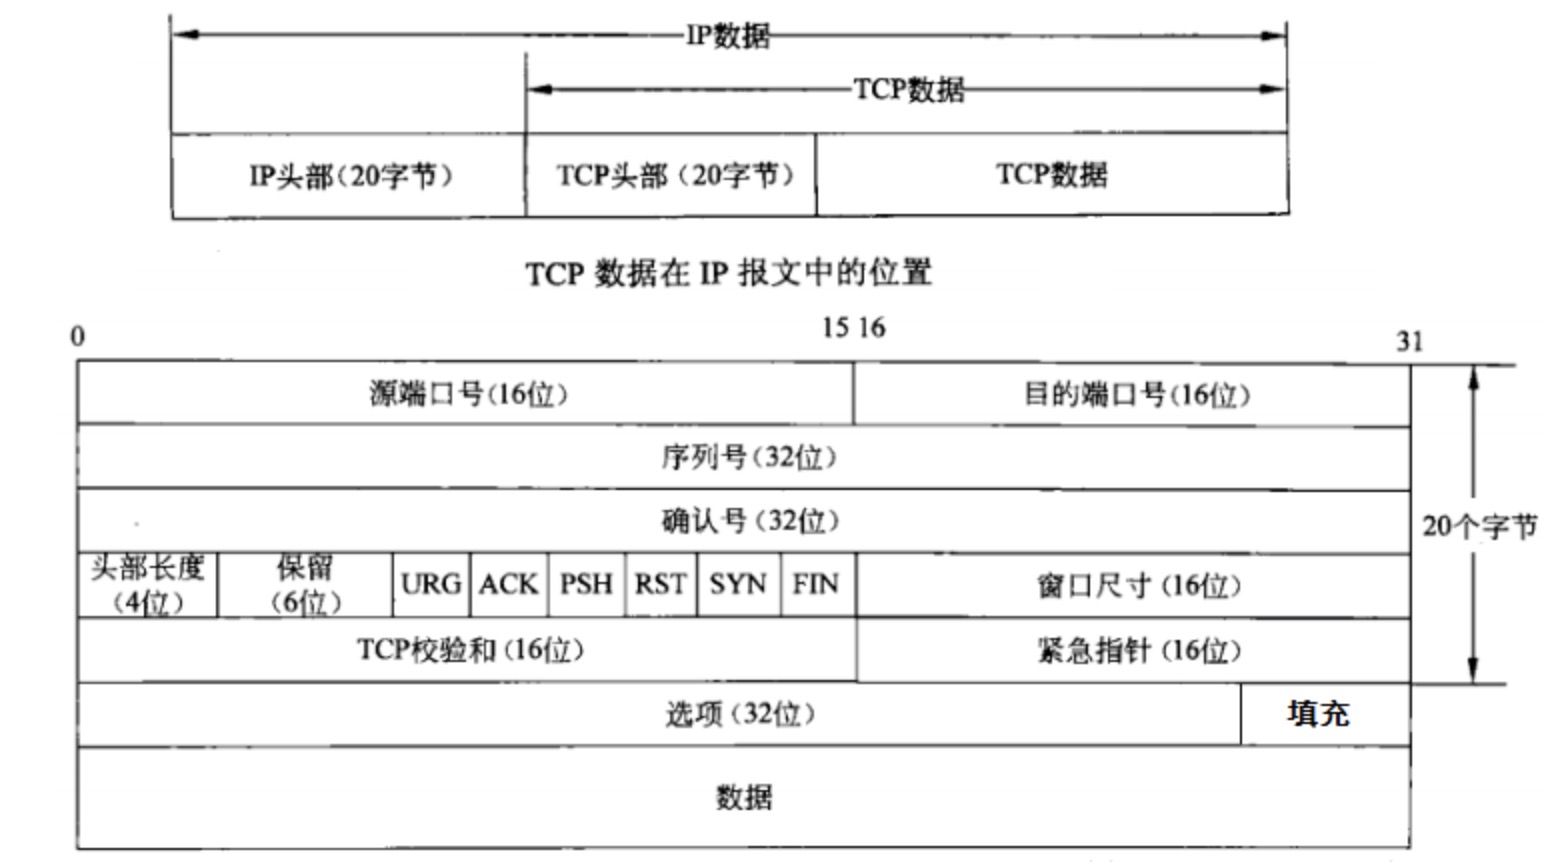 IP数据
TCP数据
IP头部(20字节)
TCP头部(20字节)
TCP数据
TCP 数据在 IP 报文中的位置
0
15 16
31
源端口号(16位)
目的端口号(16位)
序列号(32位)
确认号(32位)
20个字节
头部长度
(4位)
保留
(6位)
URG
ACK
PSH
RST
SYN
FIN
窗口尺寸(16位)
TCP校验和(16位)
紧急指针(16位)
选项(32位)
填充
数据